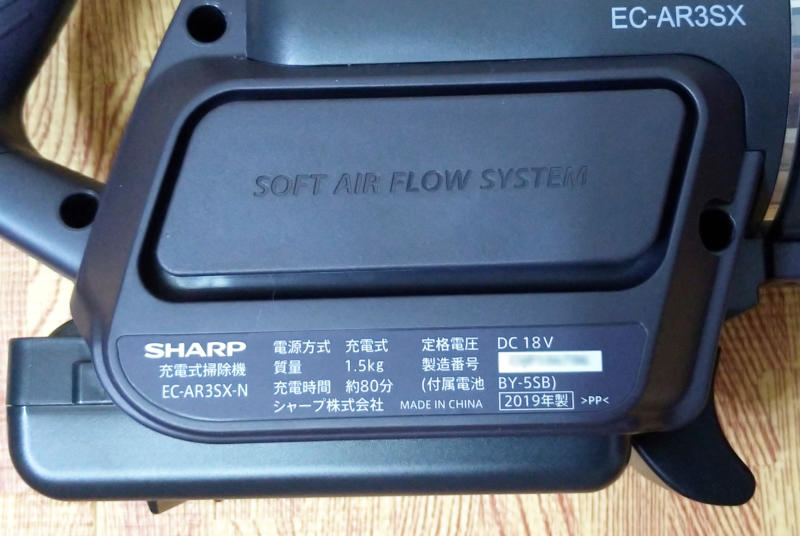 EC-AR3SX
SOFT AIR FLOW SYSTEM
SHARP
充電式掃除機
EC-AR3SX-N
電源方式 充電式
質量 1.5kg
充電時間 約80分
シャープ株式会社 MADE IN CHINA
定格電圧 DC 18V
製造番号
(付属電池 BY-5SB)
2019年製 >PP<